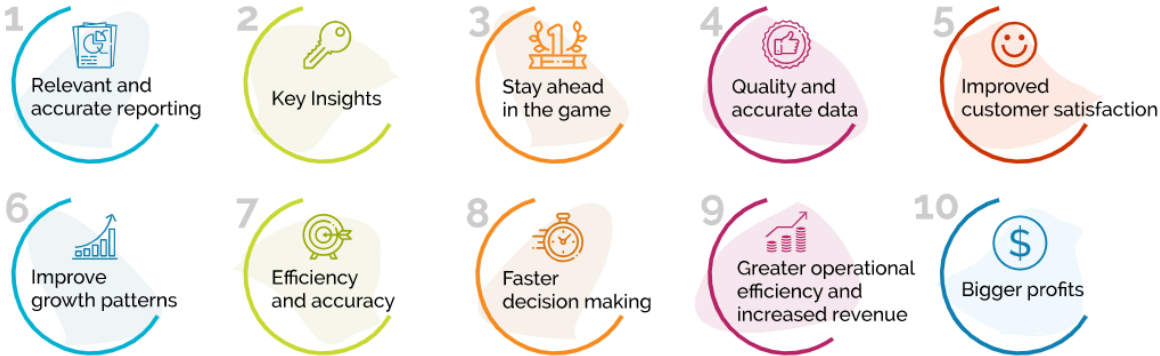 1
Relevant and
accurate reporting
2
Key Insights
3
1
Stay ahead
in the game
4
Quality and
accurate data
5
Improved
customer satisfaction
6
Improve
growth patterns
7
Efficiency
and accuracy
8
Faster
decision making
9
Greater operational
efficiency and
increased revenue
10
$
Bigger profits